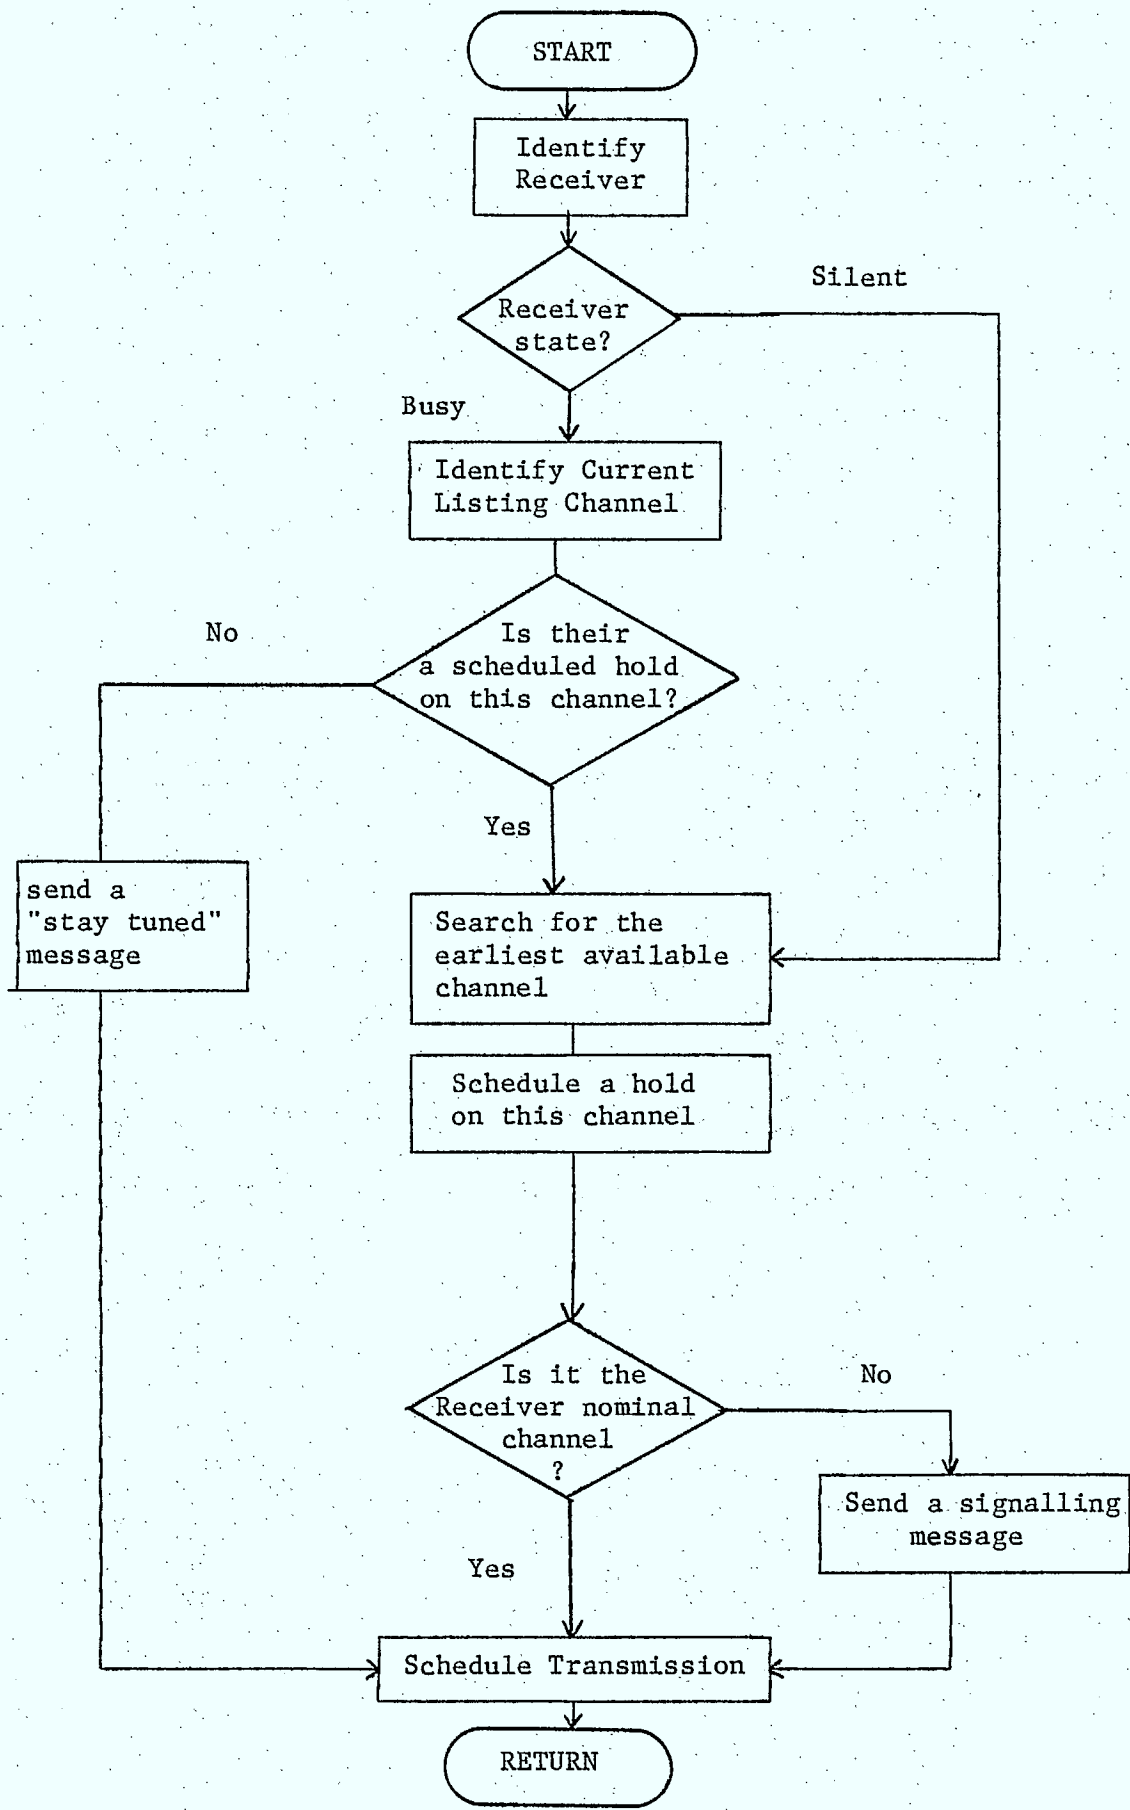 START
Identify
Receiver
Silent
Receiver
state?
Busy
Identify Current
Listing Channel
No
Is their
a scheduled hold
on this channel?
Yes
send a
"stay tuned"
message
Search for the
earliest available
channel
Schedule a hold
on this channel
Is it the
Receiver nominal
channel
?
No
Send a signalling
message
Yes
Schedule Transmission
RETURN